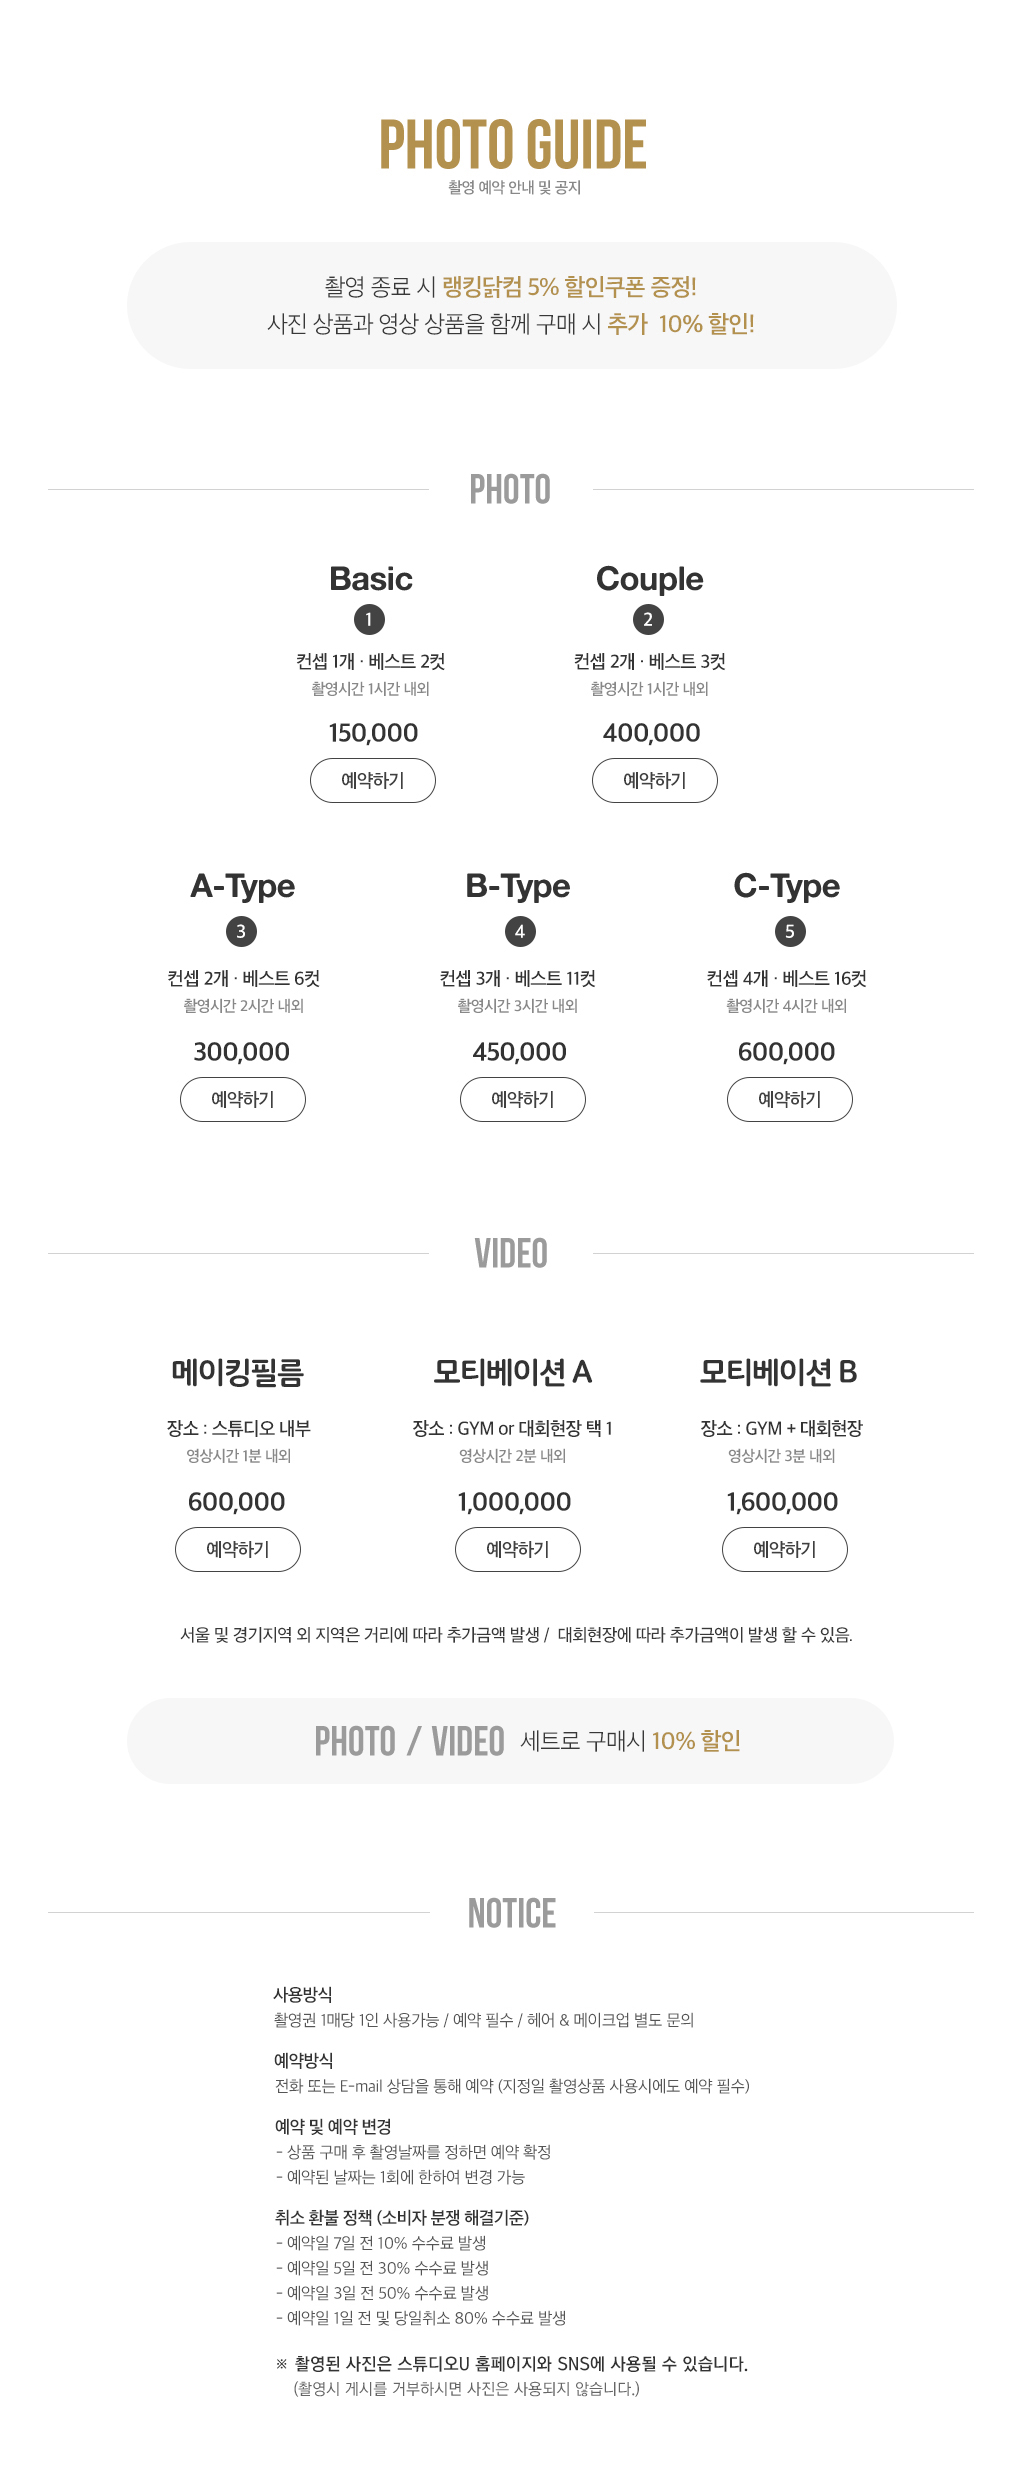 PHOTO GUIDE
촬영 예약 안내 및 공지
촬영 종료 시 랭킹닭컴 5% 할인쿠폰 증정!
사진 상품과 영상 상품을 함께 구매 시 추가 10% 할인!
PHOTO
Basic
1
컨셉 1개 · 베스트 2컷
촬영시간 1시간 내외
150,000
예약하기
Couple
2
컨셉 2개 · 베스트 3컷
촬영시간 1시간 내외
400,000
예약하기
A-Type
3
컨셉 2개 · 베스트 6컷
촬영시간 2시간 내외
300,000
예약하기
B-Type
4
컨셉 3개 · 베스트 11컷
촬영시간 3시간 내외
450,000
예약하기
C-Type
5
컨셉 4개 · 베스트 16컷
촬영시간 4시간 내외
600,000
예약하기
VIDEO
메이킹필름
장소 : 스튜디오 내부
영상시간 1분 내외
600,000
예약하기
모티베이션 A
장소 : GYM or 대회현장 택 1
영상시간 2분 내외
1,000,000
예약하기
모티베이션 B
장소 : GYM + 대회현장
영상시간 3분 내외
1,600,000
예약하기
서울 및 경기지역 외 지역은 거리에 따라 추가금액 발생 / 대회현장에 따라 추가금액이 발생 할 수 있음.
PHOTO / VIDEO 세트로 구매시 10% 할인
NOTICE
사용방식
촬영권 1매당 1인 사용가능 / 예약 필수 / 헤어 & 메이크업 별도 문의
예약방식
전화 또는 E-mail 상담을 통해 예약 (지정일 촬영상품 사용시에도 예약 필수)
예약 및 예약 변경
- 상품 구매 후 촬영날짜를 정하면 예약 확정
- 예약된 날짜는 1회에 한하여 변경 가능
취소 환불 정책 (소비자 분쟁 해결기준)
- 예약일 7일 전 10% 수수료 발생
- 예약일 5일 전 30% 수수료 발생
- 예약일 3일 전 50% 수수료 발생
- 예약일 1일 전 및 당일취소 80% 수수료 발생
※ 촬영된 사진은 스튜디오U 홈페이지와 SNS에 사용될 수 있습니다.
(촬영시 게시를 거부하시면 사진은 사용되지 않습니다.)